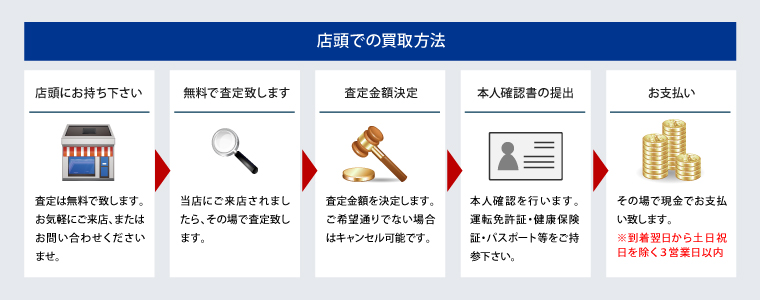 店頭での買取方法
店頭にお持ち下さい
査定は無料で致します。
お気軽にご来店、または
お問い合わせください
ませ。
無料で査定致します
当店にご来店されまし
たら、その場で査定致し
ます。
査定金額決定
査定金額を決定します。
ご希望通りでない場合
はキャンセル可能です。
本人確認書の提出
本人確認を行います。
運転免許証・健康保険
証・パスポート等をご持
参下さい。
お支払い
その場で現金でお支払
い致します。
※到着翌日から土日祝
日を除く３営業日以内